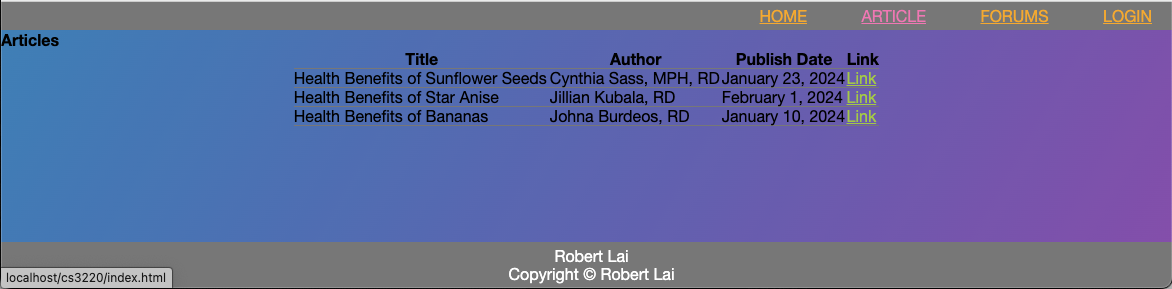 HOME ARTICLE FORUMS LOGIN
Articles
Title Author Publish Date Link
Health Benefits of Sunflower Seeds Cynthia Sass, MPH, RD January 23, 2024 Link
Health Benefits of Star Anise Jillian Kubala, RD February 1, 2024 Link
Health Benefits of Bananas Johna Burdeos, RD January 10, 2024 Link
Robert Lai
Copyright © Robert Lai
localhost/cs3220/index.html